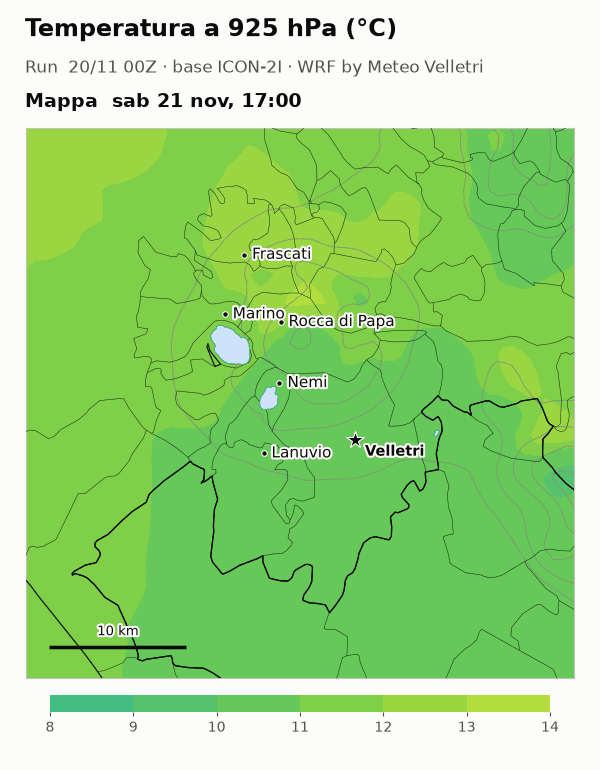 Temperatura a 925 hPa (°C)
Run  20/11 00Z · base ICON-2I · WRF by Meteo Velletri
Mappa  sab 21 nov, 17:00
Frascati
Marino
Rocca di Papa
Nemi
Velletri
Lanuvio
10 km
8 9 10 11 12 13 14